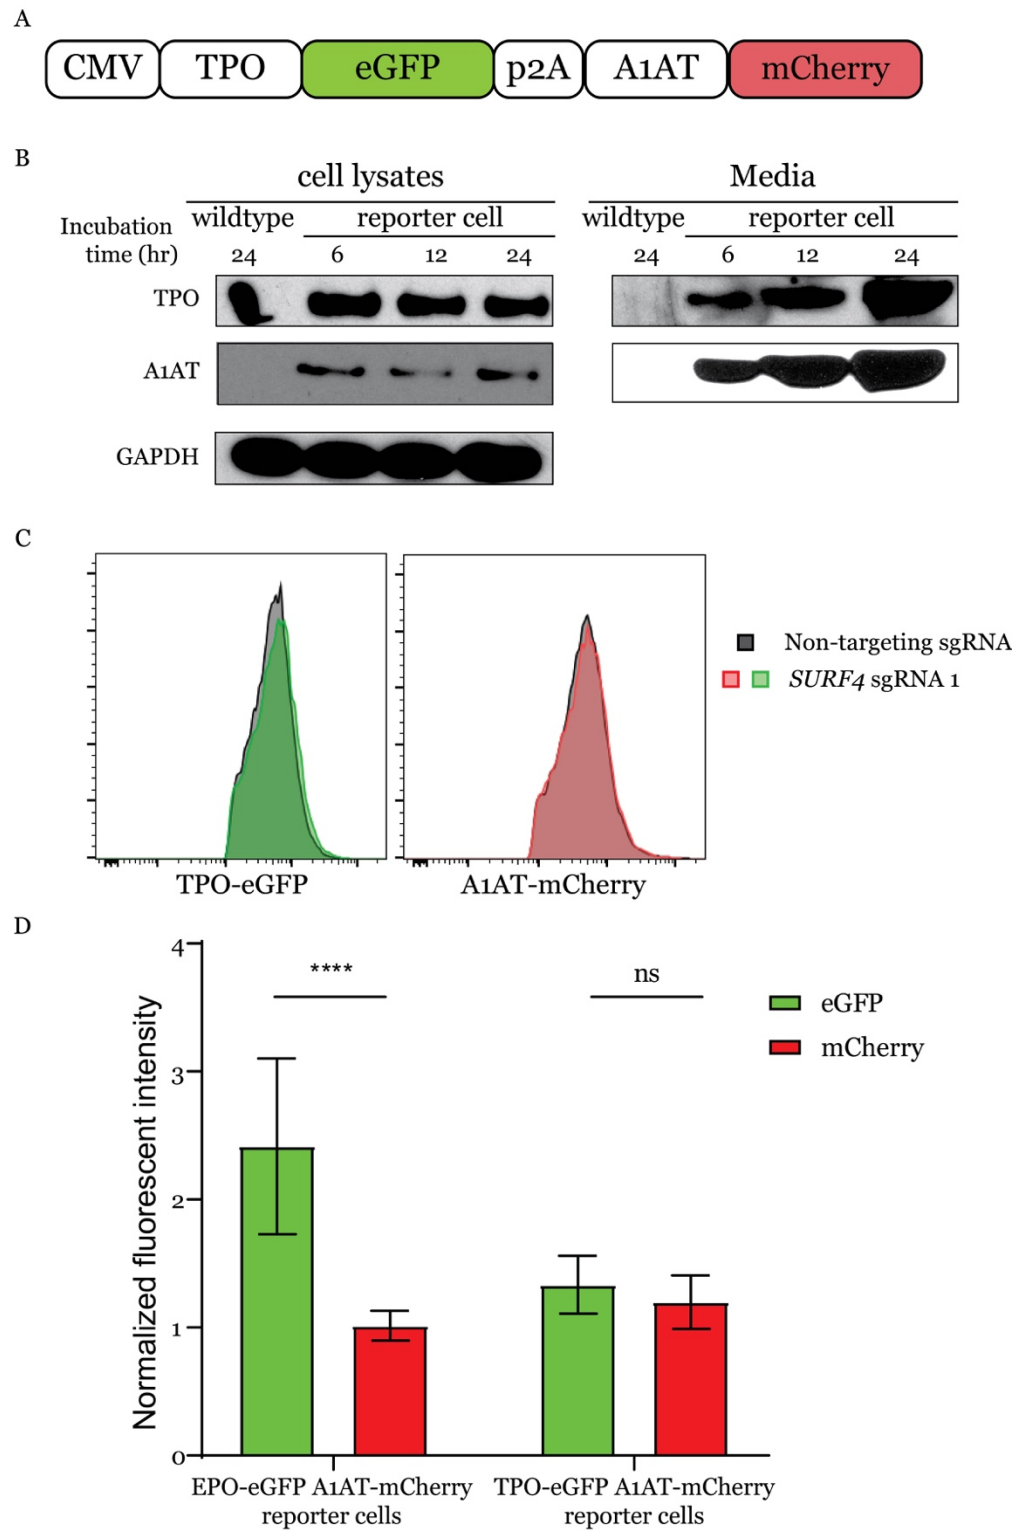 A
CMV TPO eGFP p2A A1AT mCherry
B
cell lysates Media
wildtype reporter cell wildtype reporter cell
Incubation
time (hr) 24 6 12 24 24 6 12 24
TPO
A1AT
GAPDH
C
Non-targeting sgRNA
SURF4 sgRNA 1
TPO-eGFP A1AT-mCherry
D
Normalized fluorescent intensity
4
3
2
1
0
**** ns
eGFP
mCherry
EPO-eGFP A1AT-mCherry TPO-eGFP A1AT-mCherry
reporter cells reporter cells